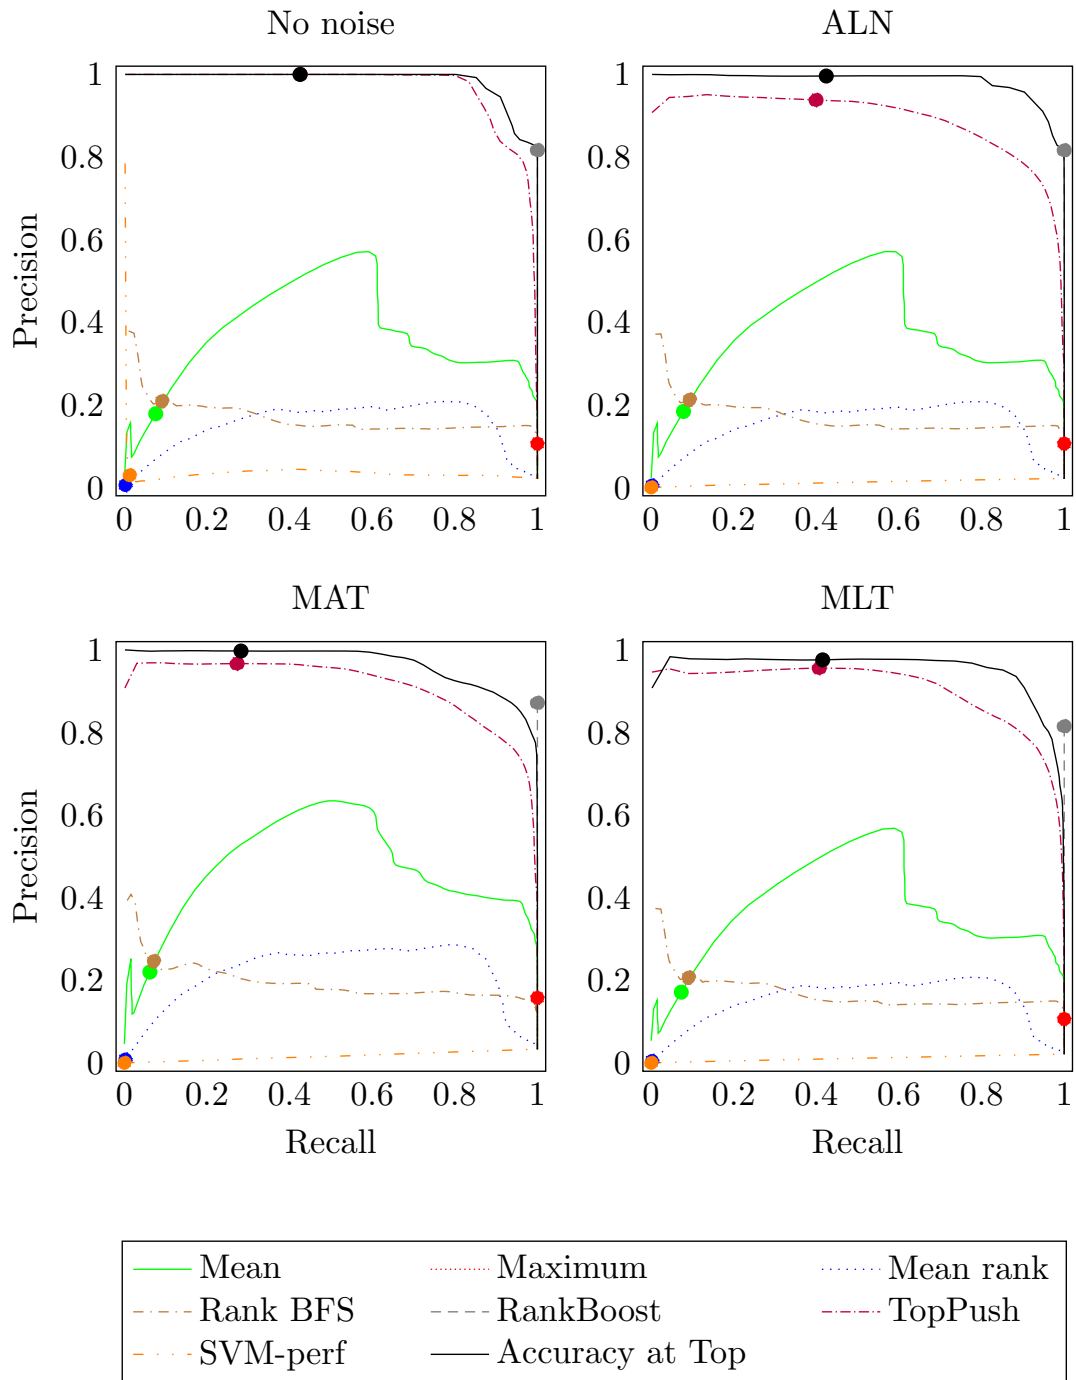 No noise
ALN
1
0.8
0.6
0.4
0.2
0
Precision
0 0.2 0.4 0.6 0.8 1
1
0.8
0.6
0.4
0.2
0
0 0.2 0.4 0.6 0.8 1
MAT
MLT
1
0.8
0.6
0.4
0.2
0
Precision
0 0.2 0.4 0.6 0.8 1
Recall
1
0.8
0.6
0.4
0.2
0
0 0.2 0.4 0.6 0.8 1
Recall
Mean Maximum Mean rank
Rank BFS RankBoost TopPush
SVM-perf Accuracy at Top